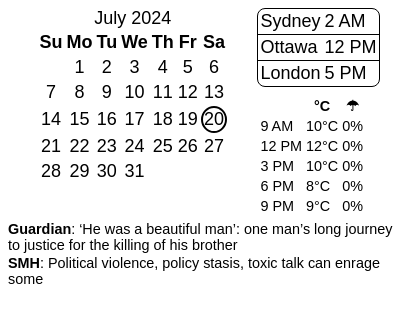 July 2024
Su Mo Tu We Th Fr Sa
1 2 3 4 5 6
7 8 9 10 11 12 13
14 15 16 17 18 19 20
21 22 23 24 25 26 27
28 29 30 31
Sydney 2 AM
Ottawa 12 PM
London 5 PM
°C ☂
9 AM 10°C 0%
12 PM 12°C 0%
3 PM 10°C 0%
6 PM 8°C 0%
9 PM 9°C 0%
Guardian: ‘He was a beautiful man’: one man’s long journey
to justice for the killing of his brother
SMH: Political violence, policy stasis, toxic talk can enrage
some